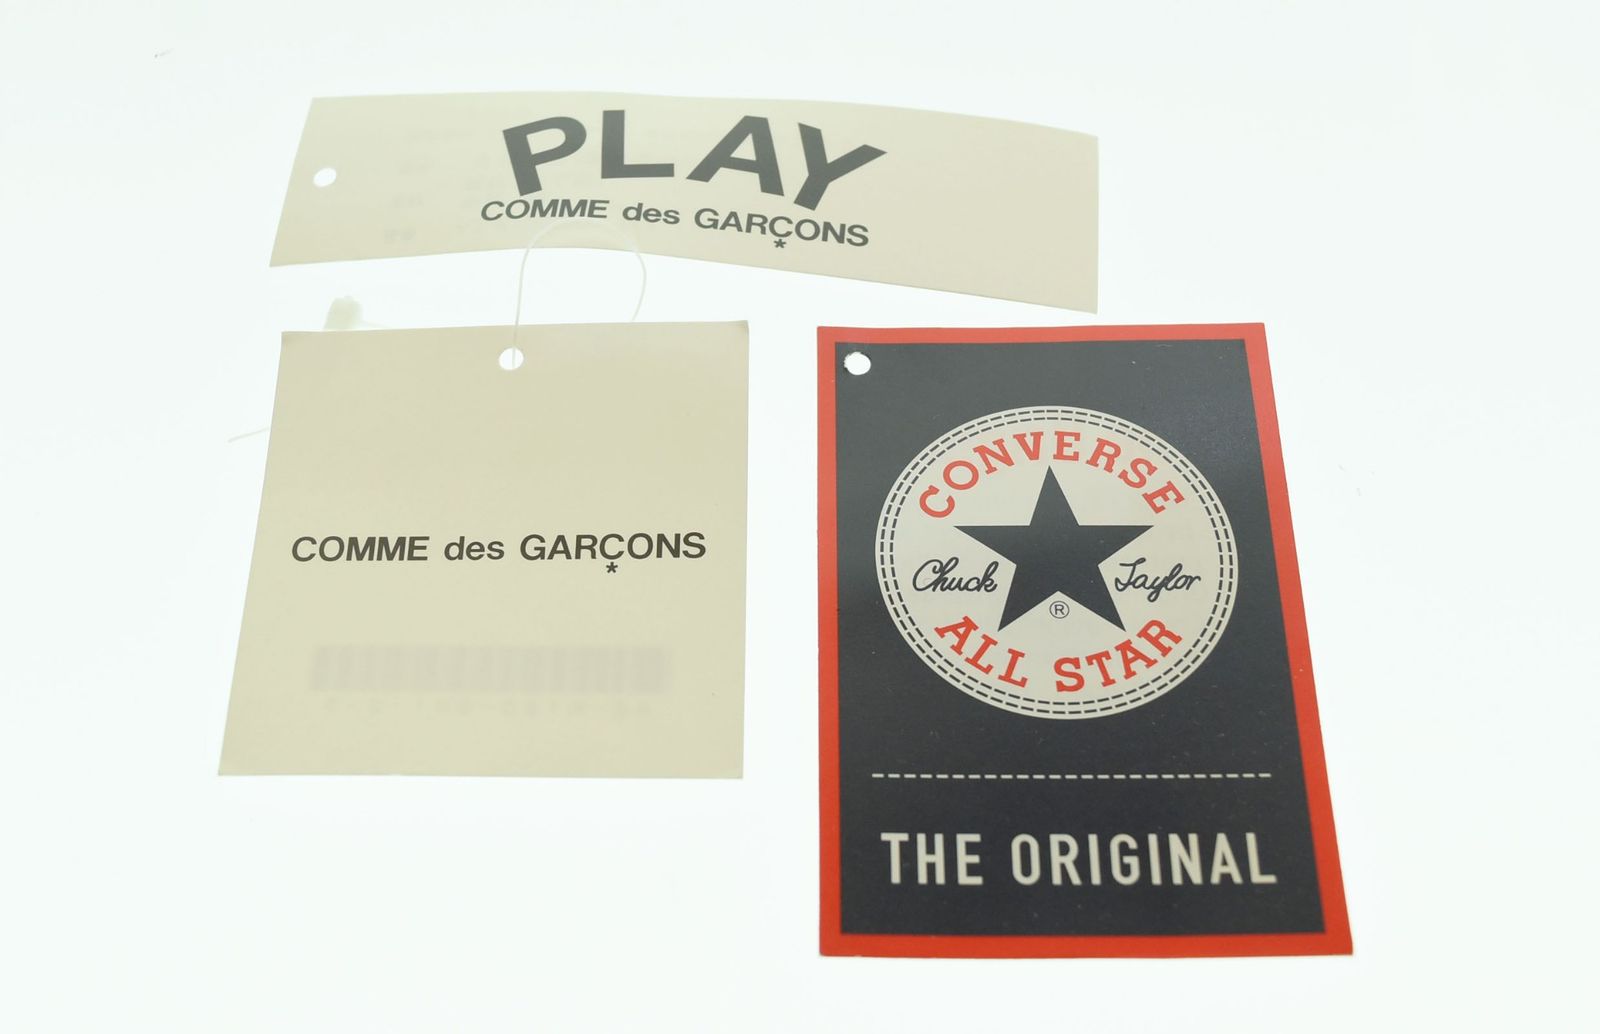 PLAY
COMME des GARÇONS
*
COMME des GARÇONS
*
CONVERSE
Chuck Taylor
®
ALL STAR
THE ORIGINAL